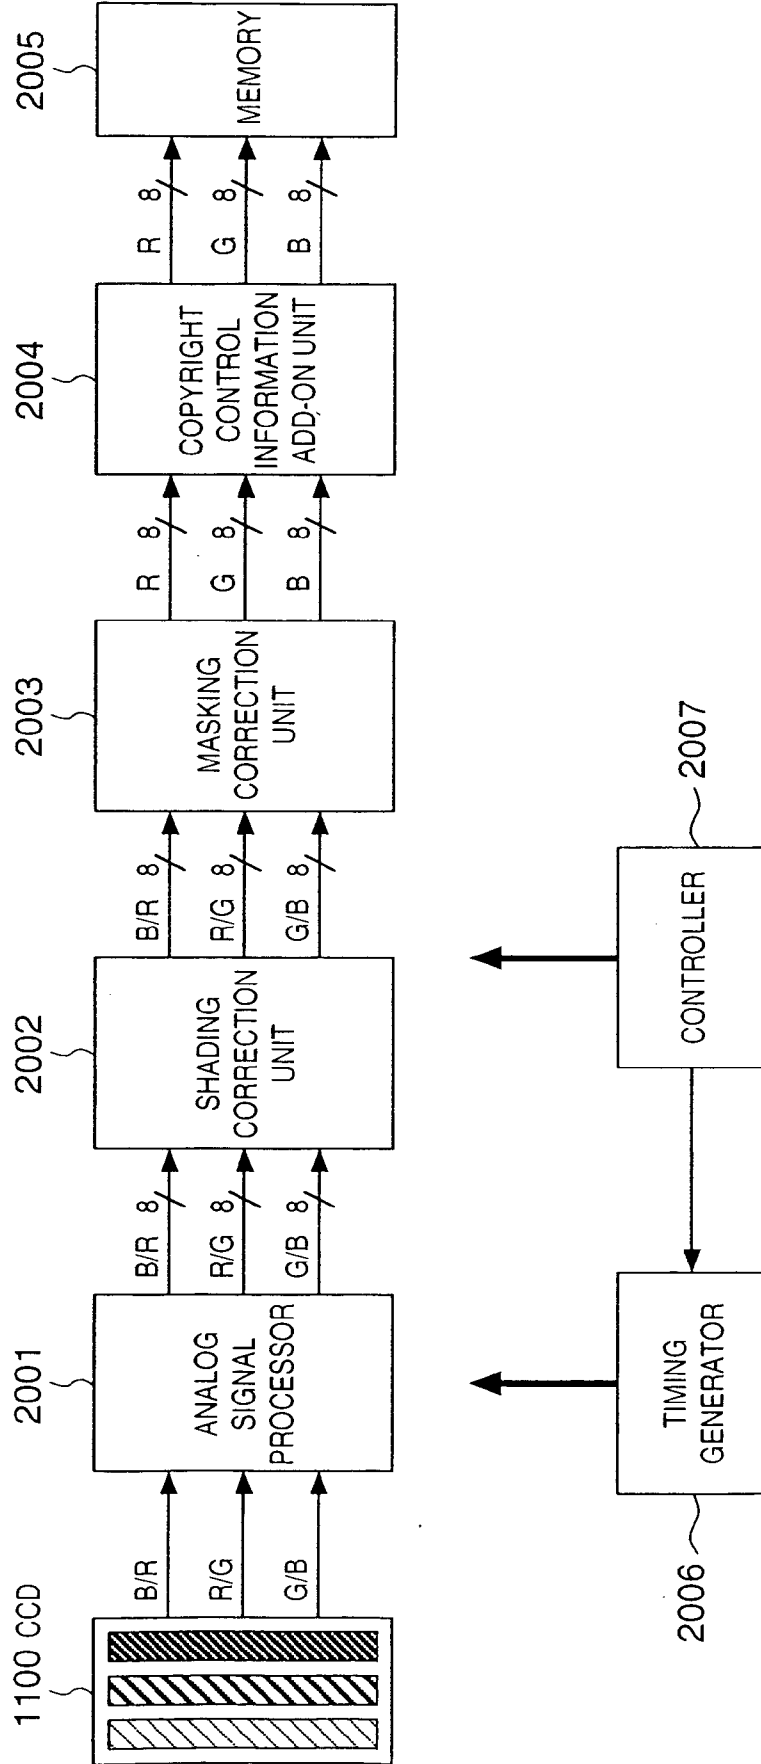 1100 CCD
B/R
R/G
G/B
2001
ANALOG
SIGNAL
PROCESSOR
B/R 8
R/G 8
G/B 8
2002
SHADING
CORRECTION
UNIT
B/R 8
R/G 8
G/B 8
2003
MASKING
CORRECTION
UNIT
R 8
G 8
B 8
2004
COPYRIGHT
CONTROL
INFORMATION
ADD-ON UNIT
R 8
G 8
B 8
2005
MEMORY
2006
TIMING
GENERATOR
CONTROLLER
2007